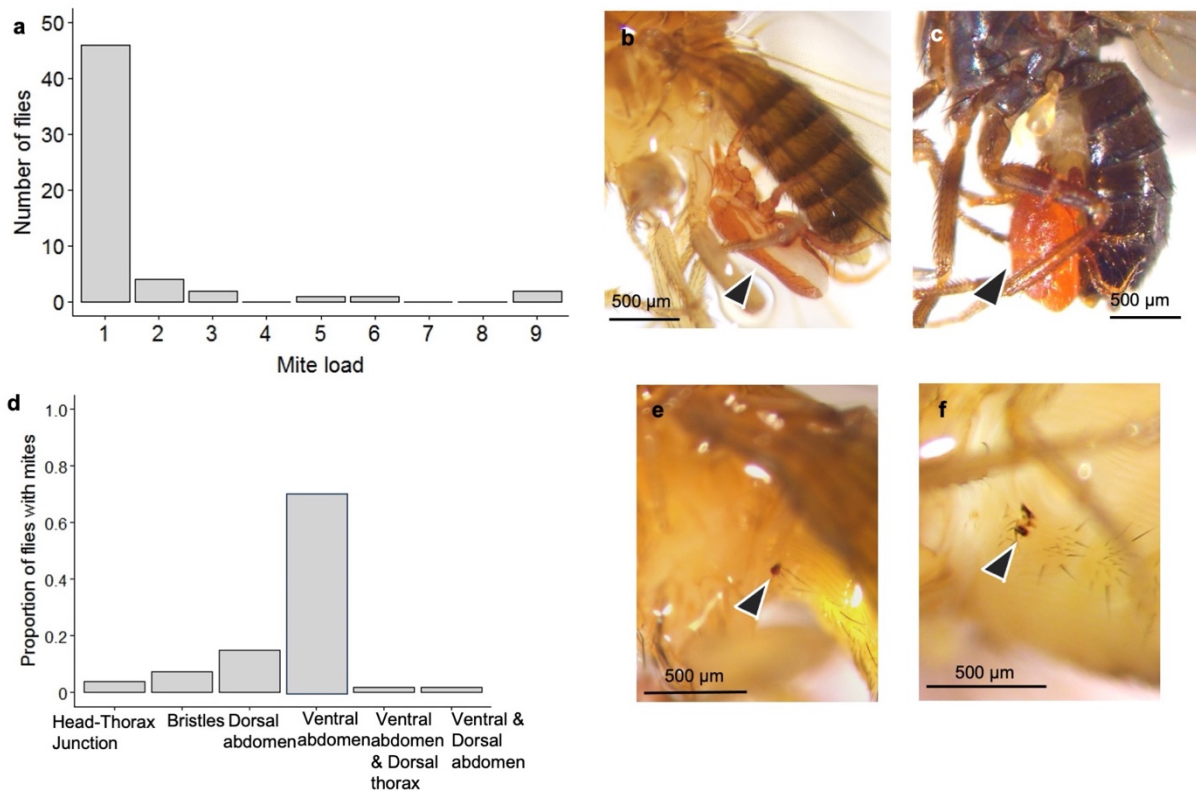 a
Number of flies
50
40
30
20
10
0
1 2 3 4 5 6 7 8 9
Mite load
b
500 µm
c
500 µm
d
Proportion of flies with mites
1.0
0.8
0.6
0.4
0.2
0
Head-Thorax
Junction
Bristles
Dorsal
abdomen
Ventral
abdomen
Ventral
abdomen
& Dorsal
thorax
Ventral &
Dorsal
abdomen
e
500 µm
f
500 µm